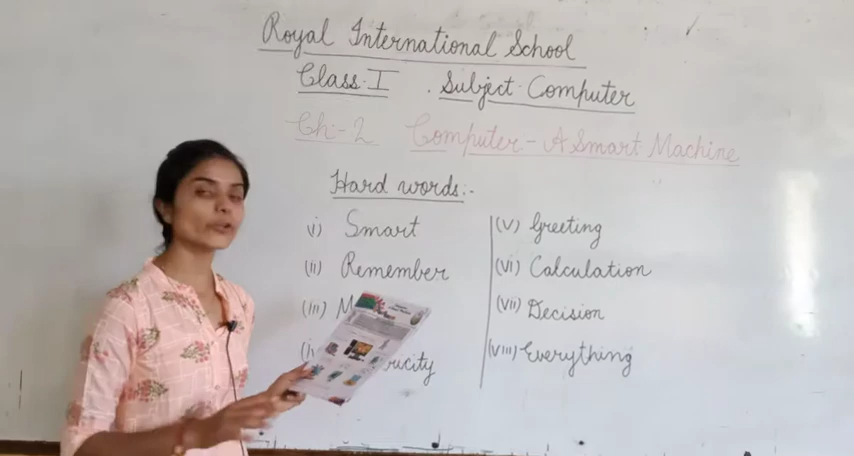 Royal International School
Class-I . Subject-Computer
Ch-2 Computer - A Smart Machine
Hard words:-
i) Smart
(ii) Remember
(iii) M
(v) Greeting
(vi) Calculation
(vii) Decision
(viii) Everything